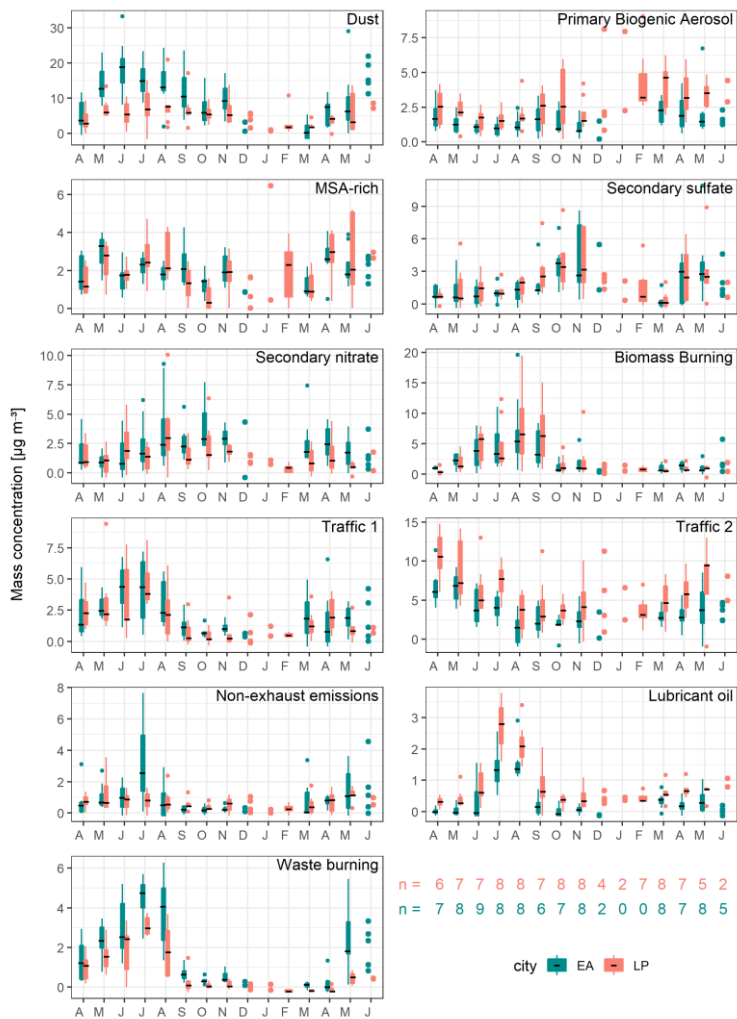 Mass concentration [µg m⁻³]
Dust
30
20
10
0
A M J J A S O N D J F M A M J
Primary Biogenic Aerosol
7.5
5.0
2.5
0.0
A M J J A S O N D J F M A M J
MSA-rich
6
4
2
0
A M J J A S O N D J F M A M J
Secondary sulfate
9
6
3
0
A M J J A S O N D J F M A M J
Secondary nitrate
10.0
7.5
5.0
2.5
0.0
A M J J A S O N D J F M A M J
Biomass Burning
20
15
10
5
0
A M J J A S O N D J F M A M J
Traffic 1
7.5
5.0
2.5
0.0
A M J J A S O N D J F M A M J
Traffic 2
15
10
5
0
A M J J A S O N D J F M A M J
Non-exhaust emissions
8
6
4
2
0
A M J J A S O N D J F M A M J
Lubricant oil
3
2
1
0
A M J J A S O N D J F M A M J
Waste burning
6
4
2
0
A M J J A S O N D J F M A M J
n = 6 7 7 8 8 7 8 8 4 2 7 8 7 5 2
n = 7 8 9 8 8 6 7 8 2 0 0 8 7 8 5
city EA LP